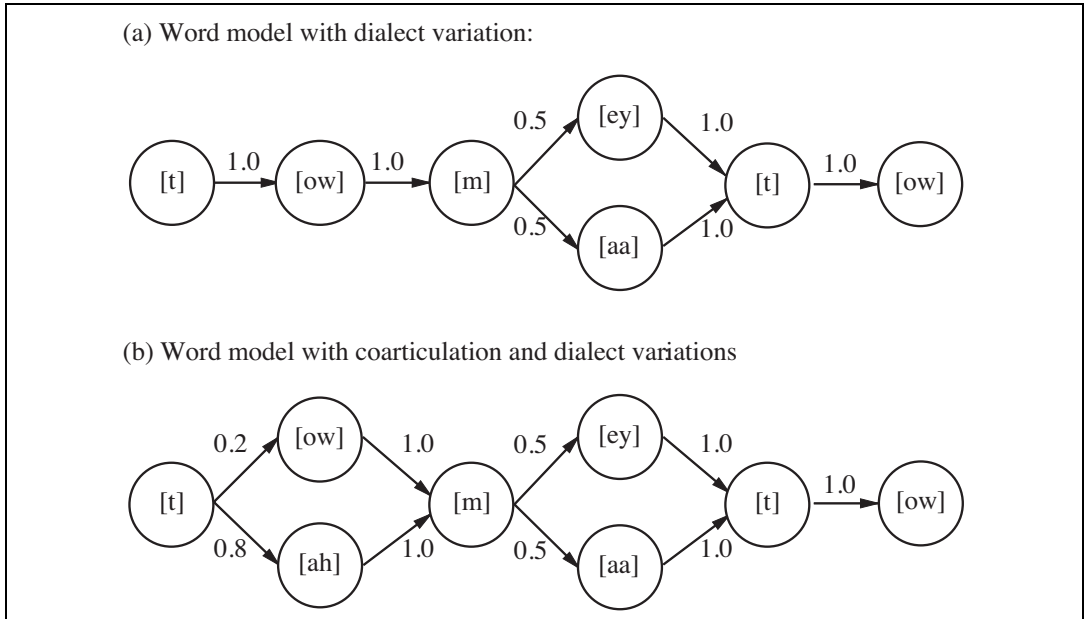 (a) Word model with dialect variation:
[ey]
0.5 1.0
1.0 1.0 1.0
[t] [ow] [m] [t] [ow]
0.5 1.0
[aa]
(b) Word model with coarticulation and dialect variations
[ow] [ey]
0.2 1.0 0.5 1.0
1.0
[t] [m] [t] [ow]
0.8 1.0 0.5 1.0
[ah] [aa]